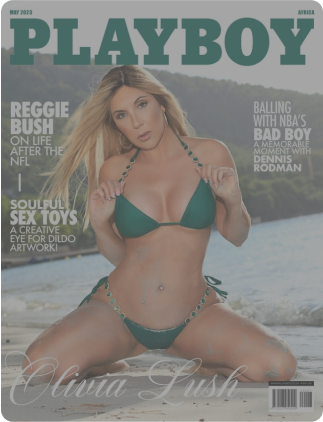 MAY 2023
AFRICA
PLAYBOY
REGGIE
BUSH
ON LIFE
AFTER THE
NFL
SOULFUL
SEX TOYS
A CREATIVE
EYE FOR DILDO
ARTWORK!
BALLING
WITH NBA'S
BAD BOY
A MEMORABLE
MOMENT WITH
DENNIS
RODMAN
Olivia Lush